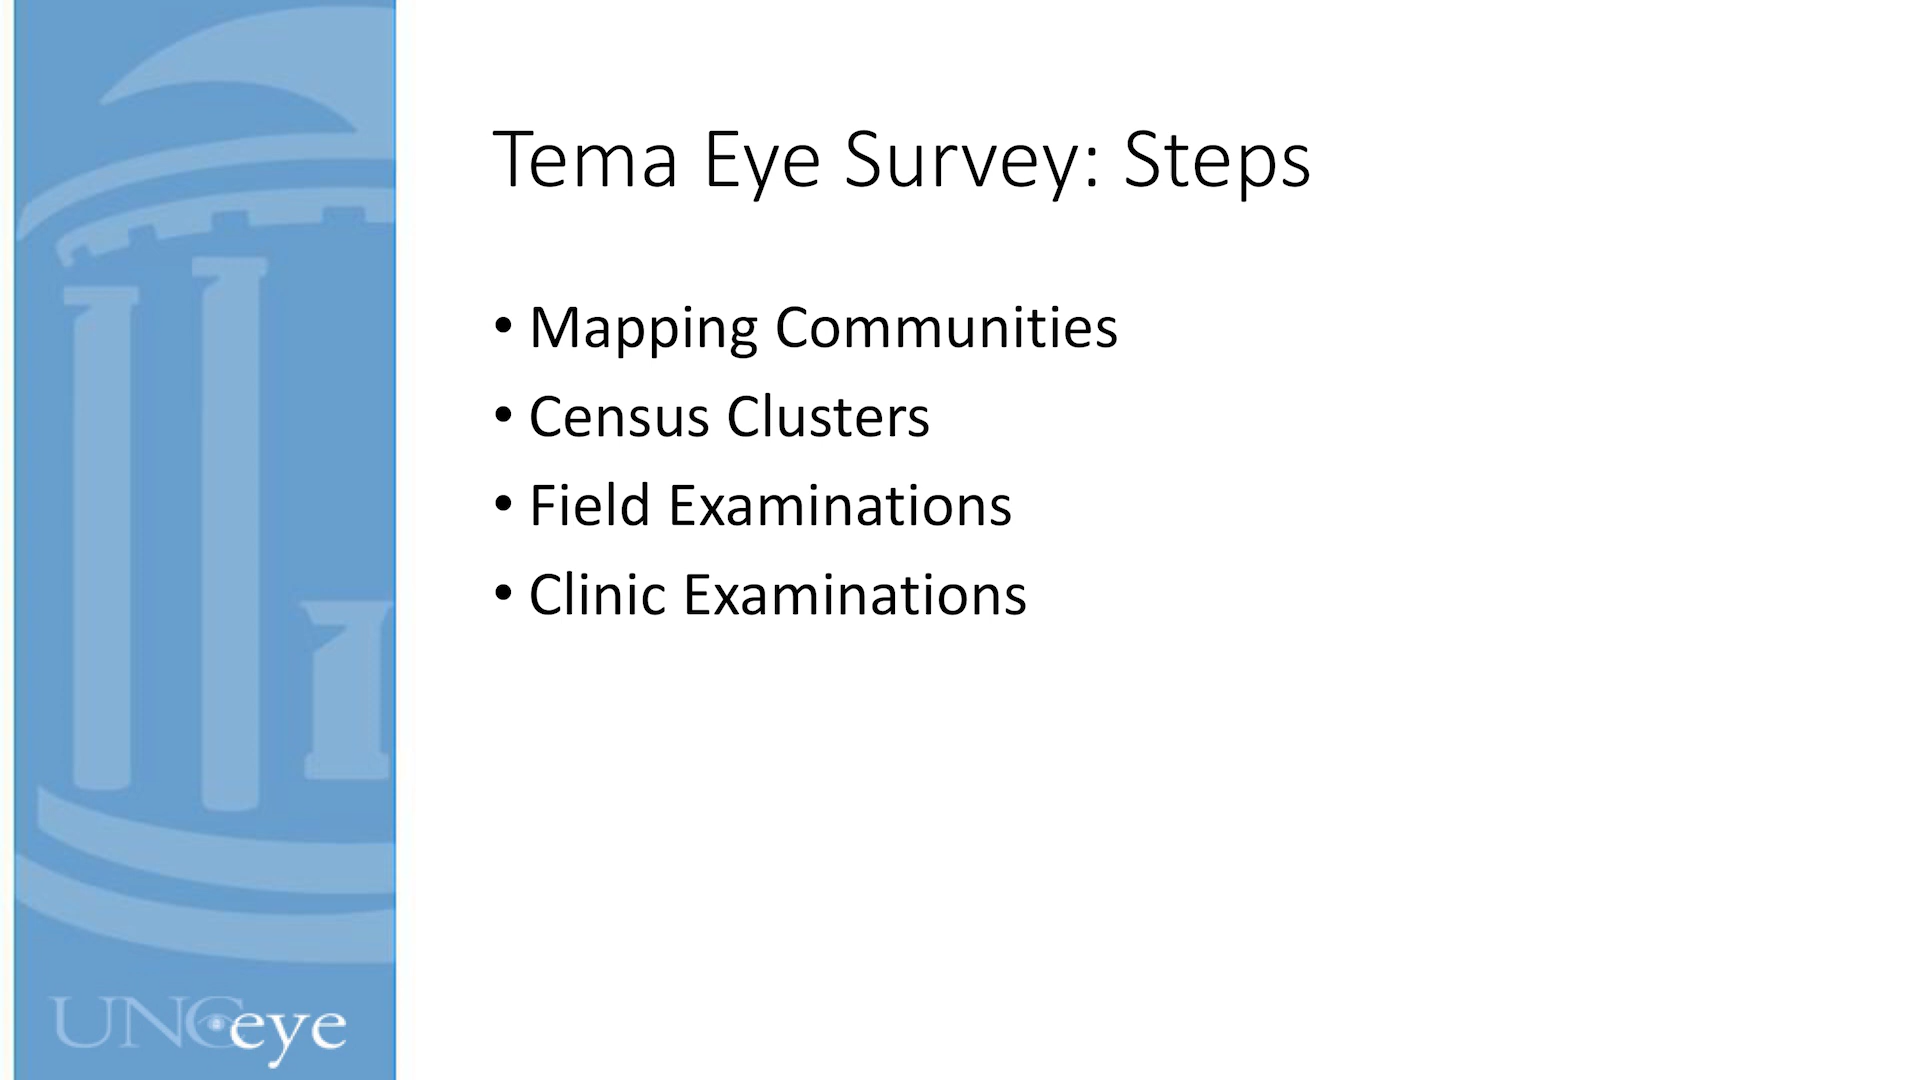 Tema Eye Survey: Steps
• Mapping Communities
• Census Clusters
• Field Examinations
• Clinic Examinations
UNCeye